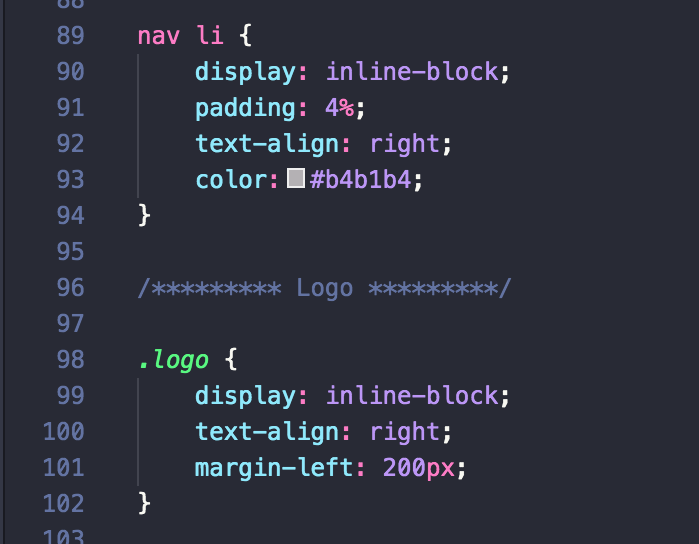 88
89 nav li {
90 display: inline-block;
91 padding: 4%;
92 text-align: right;
93 color: #b4b1b4;
94 }
95
96 /********* Logo *********/
97
98 .logo {
99 display: inline-block;
100 text-align: right;
101 margin-left: 200px;
102 }
103